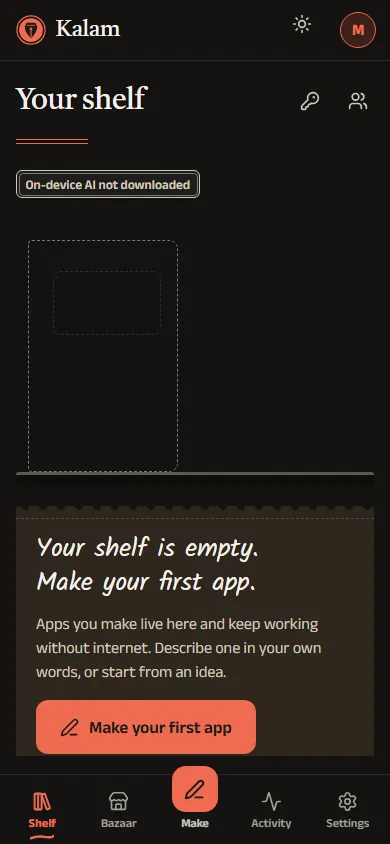 Kalam
M
Your shelf
On-device AI not downloaded
Your shelf is empty.
Make your first app.
Apps you make live here and keep working
without internet. Describe one in your own
words, or start from an idea.
Make your first app
Shelf
Bazaar
Make
Activity
Settings